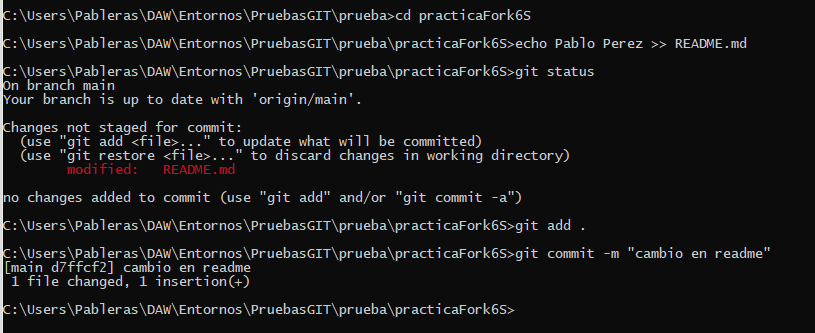 C:\Users\Pableras\DAW\Entornos\PruebasGIT\prueba>cd practicaFork6S
C:\Users\Pableras\DAW\Entornos\PruebasGIT\prueba\practicaFork6S>echo Pablo Perez >> README.md
C:\Users\Pableras\DAW\Entornos\PruebasGIT\prueba\practicaFork6S>git status
On branch main
Your branch is up to date with 'origin/main'.
Changes not staged for commit:
  (use "git add <file>..." to update what will be committed)
  (use "git restore <file>..." to discard changes in working directory)
        modified:   README.md
no changes added to commit (use "git add" and/or "git commit -a")
C:\Users\Pableras\DAW\Entornos\PruebasGIT\prueba\practicaFork6S>git add .
C:\Users\Pableras\DAW\Entornos\PruebasGIT\prueba\practicaFork6S>git commit -m "cambio en readme"
[main d7ffcf2] cambio en readme
 1 file changed, 1 insertion(+)
C:\Users\Pableras\DAW\Entornos\PruebasGIT\prueba\practicaFork6S>